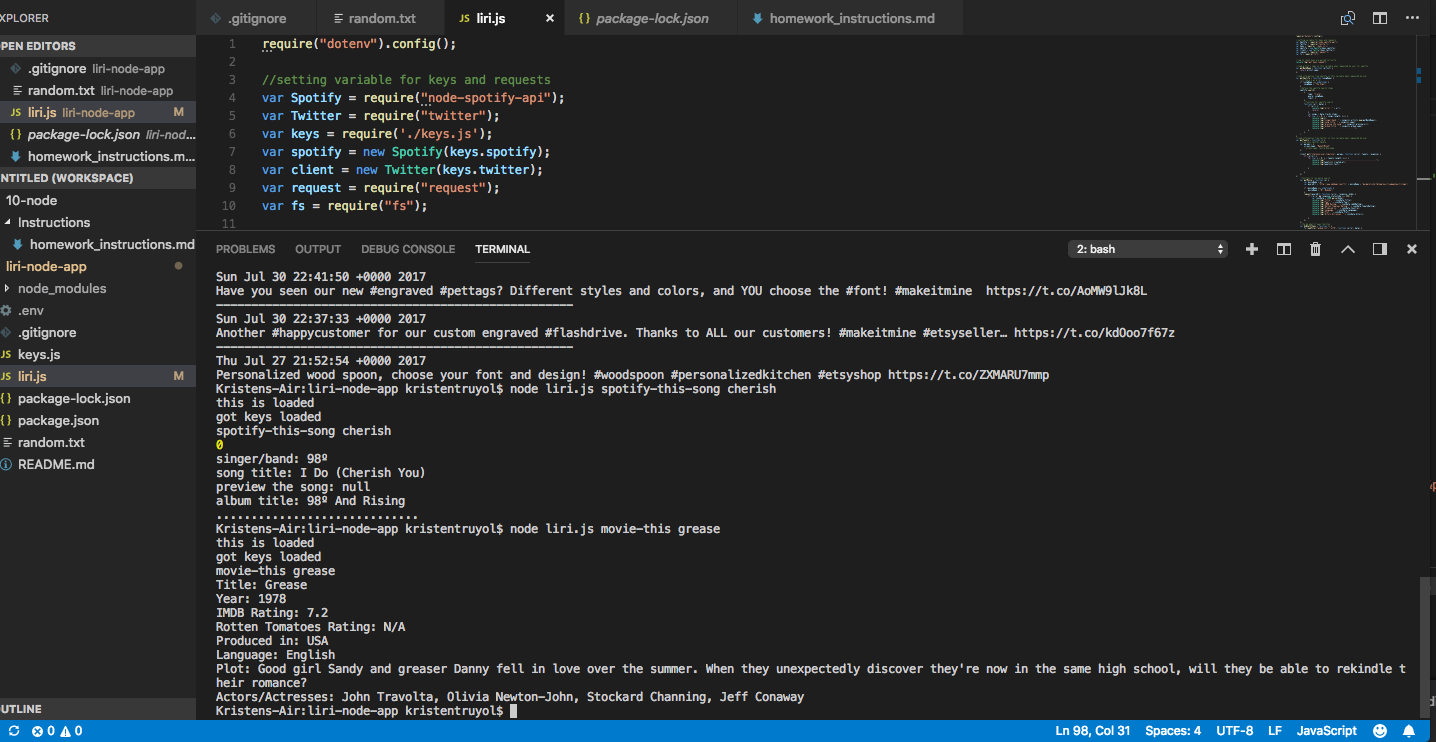 XPLORER
PEN EDITORS
.gitignore liri-node-app
random.txt liri-node-app
JS liri.js liri-node-app M
{} package-lock.json liri-nod...
homework_instructions.m...
NTITLED (WORKSPACE)
10-node
Instructions
homework_instructions.md
liri-node-app
node_modules
.env
.gitignore
JS keys.js
JS liri.js M
{} package-lock.json
{} package.json
random.txt
README.md
UTLINE
.gitignore
random.txt
JS liri.js ×
{} package-lock.json
homework_instructions.md
1 require("dotenv").config();
2
3 //setting variable for keys and requests
4 var Spotify = require("node-spotify-api");
5 var Twitter = require("twitter");
6 var keys = require('./keys.js');
7 var spotify = new Spotify(keys.spotify);
8 var client = new Twitter(keys.twitter);
9 var request = require("request");
10 var fs = require("fs");
11
PROBLEMS OUTPUT DEBUG CONSOLE TERMINAL 2: bash
Sun Jul 30 22:41:50 +0000 2017
Have you seen our new #engraved #pettags? Different styles and colors, and YOU choose the #font! #makeitmine https://t.co/AoMW9lJk8L
___________________________________________________
Sun Jul 30 22:37:33 +0000 2017
Another #happycustomer for our custom engraved #flashdrive. Thanks to ALL our customers! #makeitmine #etsyseller… https://t.co/kdOoo7f67z
___________________________________________________
Thu Jul 27 21:52:54 +0000 2017
Personalized wood spoon, choose your font and design! #woodspoon #personalizedkitchen #etsyshop https://t.co/ZXMARU7mmp
Kristens-Air:liri-node-app kristentruyol$ node liri.js spotify-this-song cherish
this is loaded
got keys loaded
spotify-this-song cherish
0
singer/band: 98º
song title: I Do (Cherish You)
preview the song: null
album title: 98º And Rising
.............................
Kristens-Air:liri-node-app kristentruyol$ node liri.js movie-this grease
this is loaded
got keys loaded
movie-this grease
Title: Grease
Year: 1978
IMDB Rating: 7.2
Rotten Tomatoes Rating: N/A
Produced in: USA
Language: English
Plot: Good girl Sandy and greaser Danny fell in love over the summer. When they unexpectedly discover they're now in the same high school, will they be able to rekindle t
heir romance?
Actors/Actresses: John Travolta, Olivia Newton-John, Stockard Channing, Jeff Conaway
Kristens-Air:liri-node-app kristentruyol$
0 0
Ln 98, Col 31 Spaces: 4 UTF-8 LF JavaScript